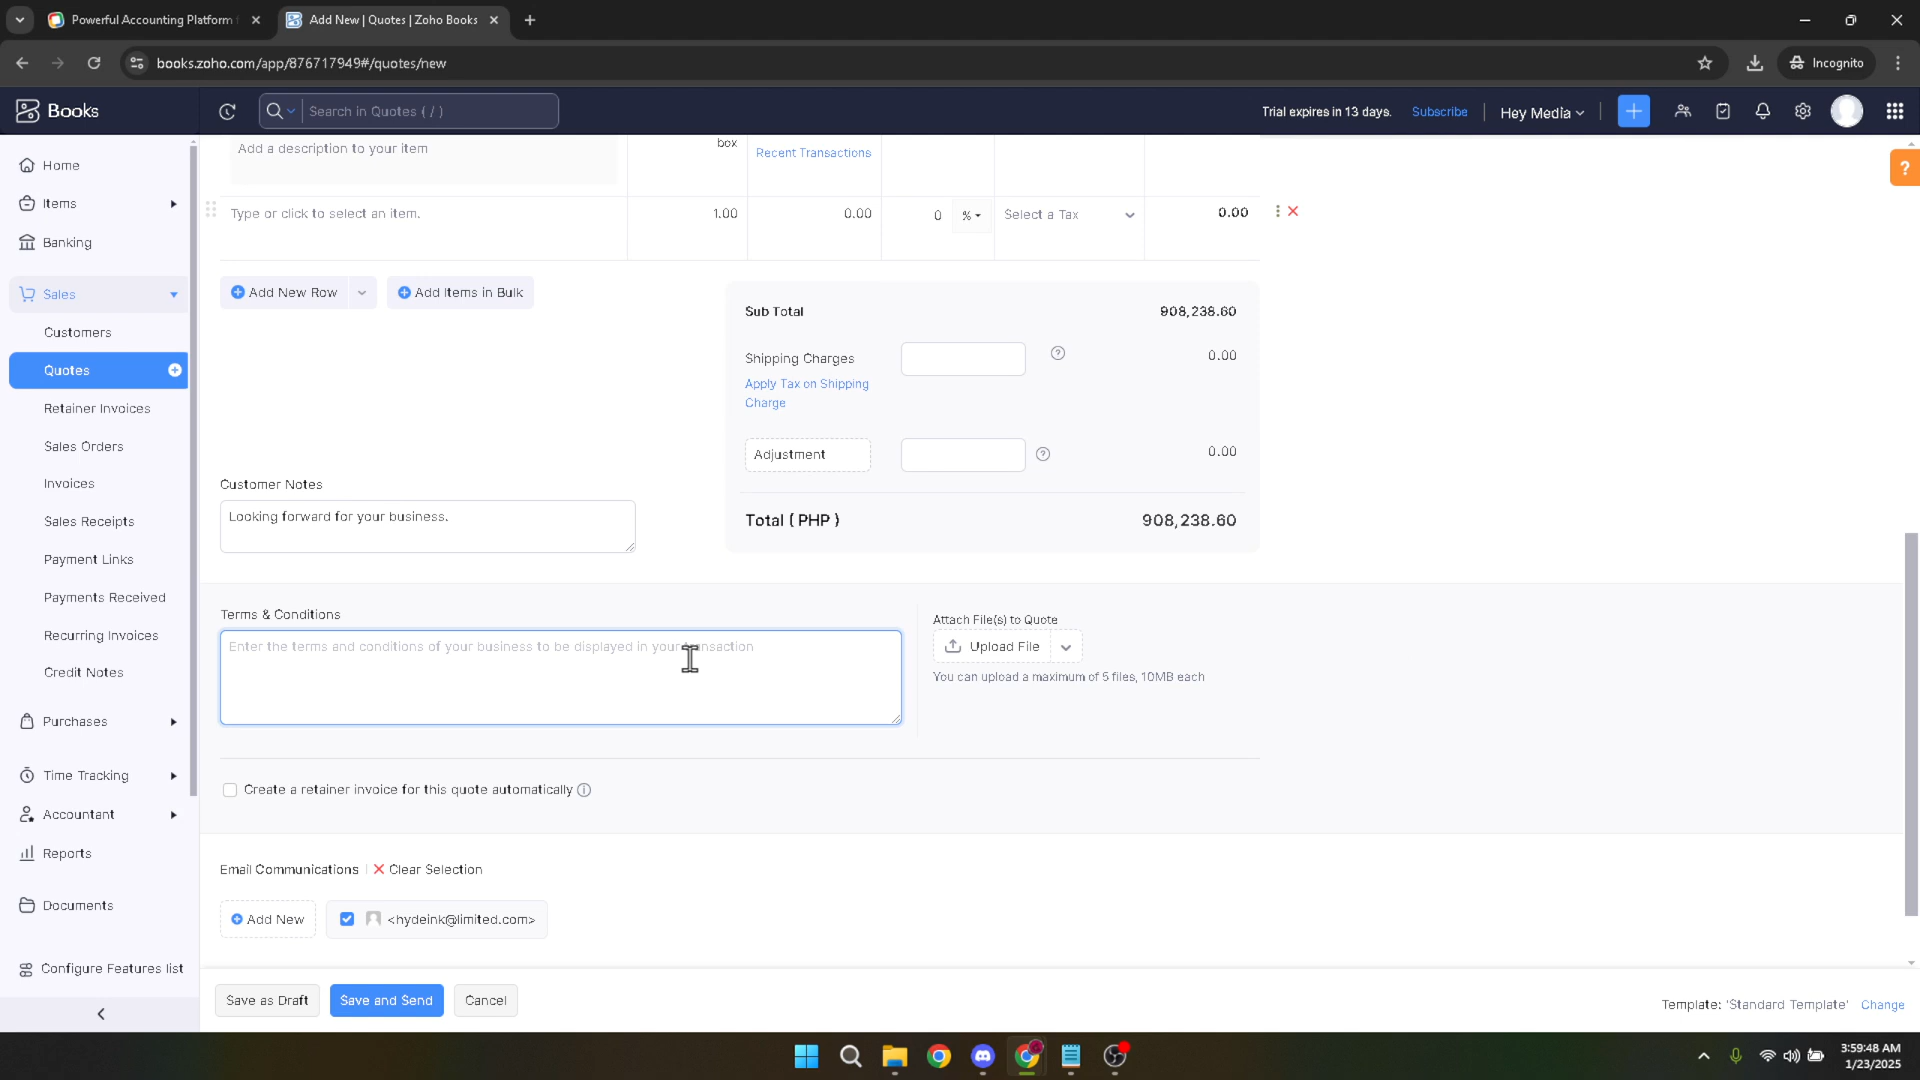 Powerful Accounting Platform
Add New | Quotes | Zoho Books
books.zoho.com/app/876717949#/quotes/new
Incognito
Books
Search in Quotes ( / )
Trial expires in 13 days.
Subscribe
Hey Media
Home
Items
Banking
Sales
Customers
Quotes
Retainer Invoices
Sales Orders
Invoices
Sales Receipts
Payment Links
Payments Received
Recurring Invoices
Credit Notes
Purchases
Time Tracking
Accountant
Reports
Documents
Configure Features list
Add a description to your item
box
Recent Transactions
Type or click to select an item.
1.00
0.00
0
%
Select a Tax
0.00
Add New Row
Add Items in Bulk
Sub Total
908,238.60
Shipping Charges
0.00
Apply Tax on Shipping
Charge
Adjustment
0.00
Total ( PHP )
908,238.60
Customer Notes
Looking forward for your business.
Terms & Conditions
Enter the terms and conditions of your business to be displayed in your transaction
Attach File(s) to Quote
Upload File
You can upload a maximum of 5 files, 10MB each
Create a retainer invoice for this quote automatically
Email Communications
Clear Selection
Add New
<hydeink@limited.com>
Save as Draft
Save and Send
Cancel
Template: 'Standard Template'
Change
3:59:48 AM
1/23/2025